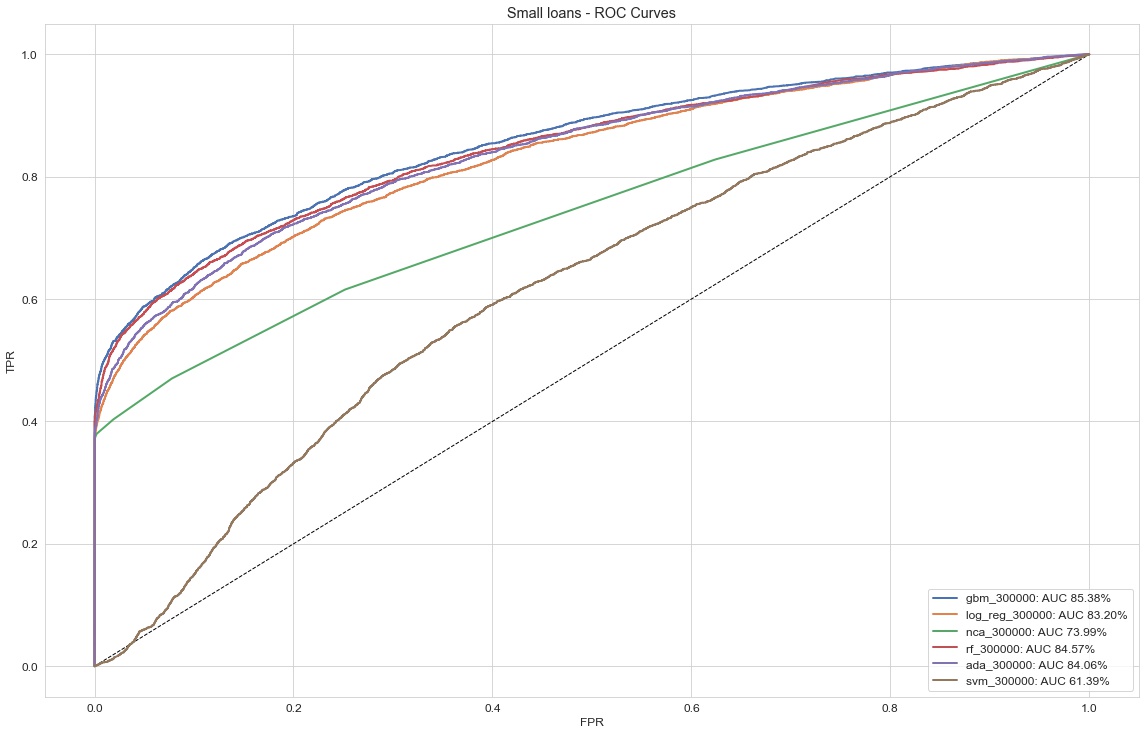 Small loans - ROC Curves
1.0
0.8
0.6
0.4
0.2
0.0
TPR
0.0
0.2
0.4
0.6
0.8
1.0
FPR
gbm_300000: AUC 85.38%
log_reg_300000: AUC 83.20%
nca_300000: AUC 73.99%
rf_300000: AUC 84.57%
ada_300000: AUC 84.06%
svm_300000: AUC 61.39%